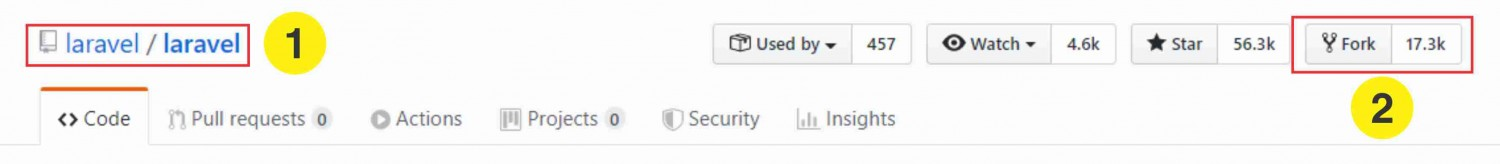 laravel / laravel 1 Used by 457 Watch 4.6k Star 56.3k Fork 17.3k
2
Code Pull requests 0 Actions Projects 0 Security Insights